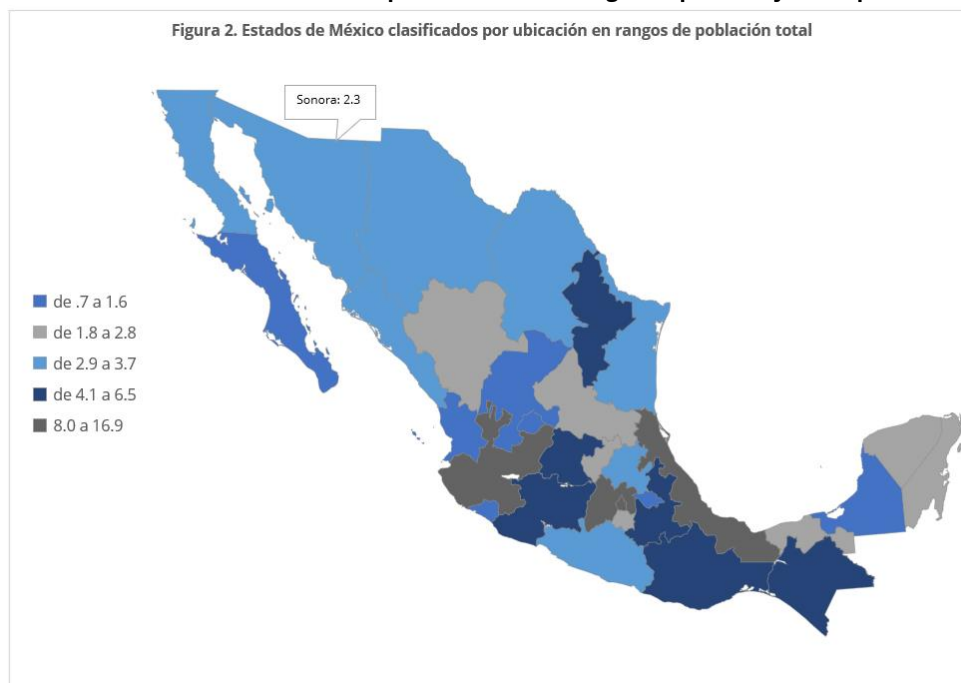 Figura 2. Estados de México clasificados por ubicación en rangos de población total
Sonora: 2.3
de .7 a 1.6
de 1.8 a 2.8
de 2.9 a 3.7
de 4.1 a 6.5
8.0 a 16.9